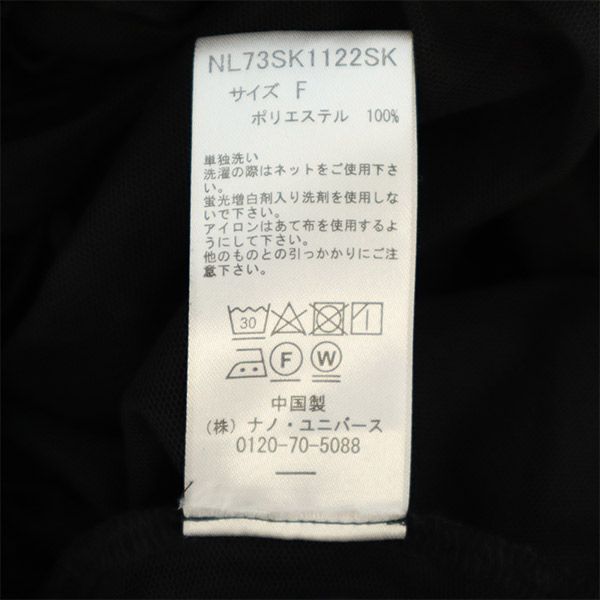 NL73SK1122SK
サイズ F
ポリエステル 100%
単独洗い
洗濯の際はネットをご使用下さ
い。
蛍光増白剤入り洗剤を使用しな
いで下さい。
アイロンはあて布を使用するよ
うにして下さい。
他のものとの引っかかりにご注
意下さい。
30
F W
中国製
(株) ナノ・ユニバース
0120-70-5088